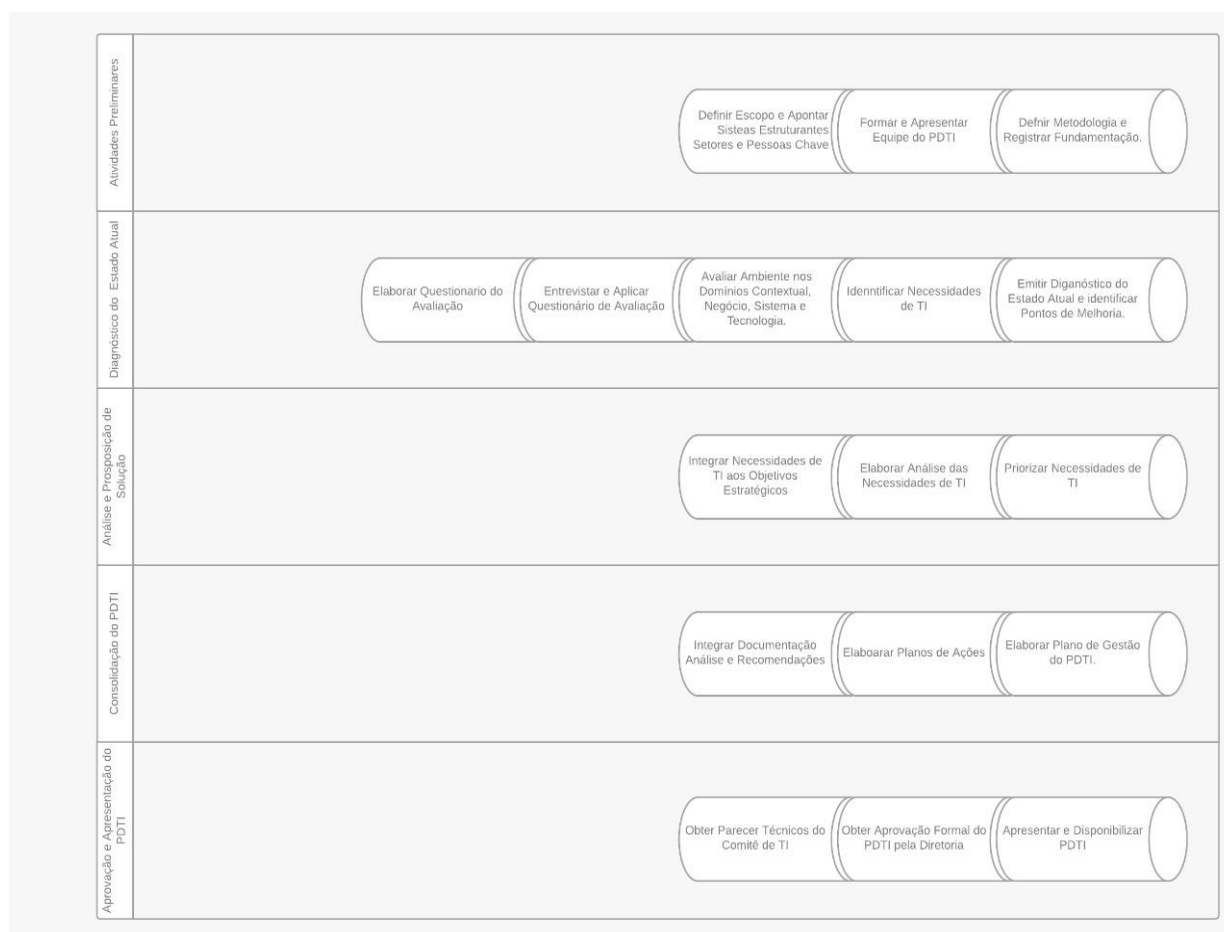 Atividades Preliminares
Definir Escopo e Apontar
Sisteas Estruturantes
Setores e Pessoas Chave
Formar e Apresentar
Equipe do PDTI
Defnir Metodologia e
Registrar Fundamentação.
Diagnóstico do Estado Atual
Elaborar Questionario do
Avaliação
Entrevistar e Aplicar
Questionário de Avaliação
Avaliar Ambiente nos
Domínios Contextual,
Negócio, Sistema e
Tecnologia.
Idenntificar Necessidades
de TI
Emitir Diganóstico do
Estado Atual e identificar
Pontos de Melhoria.
Análise e Prosposição de
Solução
Integrar Necessidades de
TI aos Objetivos
Estratégicos
Elaborar Análise das
Necessidades de TI
Priorizar Necessidades de
TI
Consolidação do PDTI
Integrar Documentação
Análise e Recomendações
Elaboarar Planos de Ações
Elaborar Plano de Gestão
do PDTI.
Aprovação e Apresentação do
PDTI
Obter Parecer Técnicos do
Comitê de TI
Obter Aprovação Formal do
PDTI pela Diretoria
Apresentar e Disponibilizar
PDTI